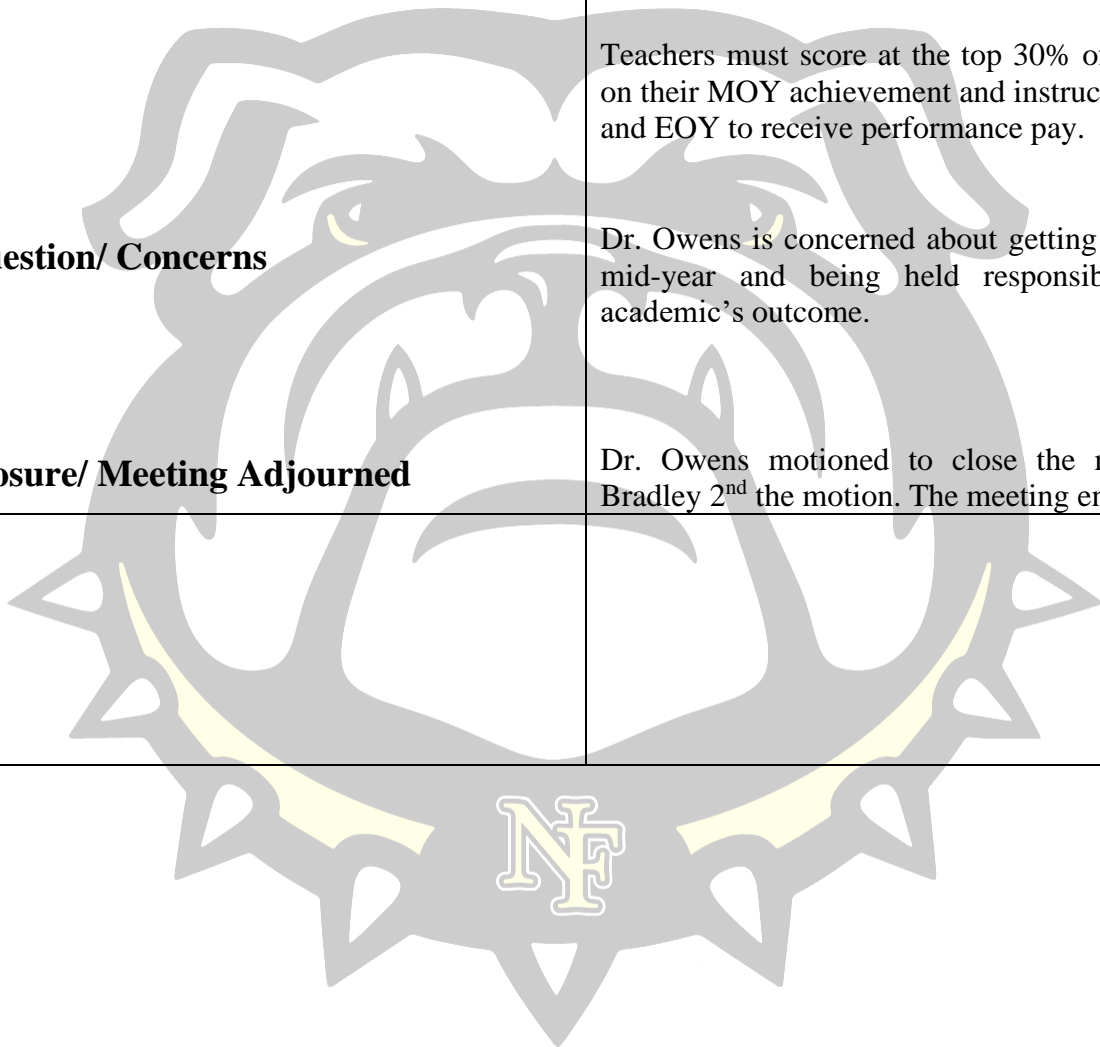 Teachers must score at the top 30% o
on their MOY achievement and instruc
and EOY to receive performance pay.
estion/ Concerns
Dr. Owens is concerned about getting
mid-year and being held responsib
academic’s outcome.
osure/ Meeting Adjourned
Dr. Owens motioned to close the
Bradley 2nd the motion. The meeting en
NF